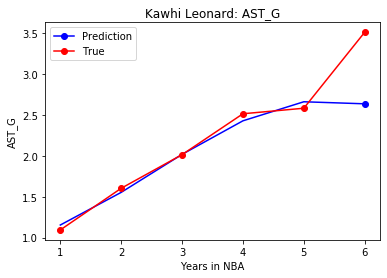 Kawhi Leonard: AST_G
Prediction
True
AST_G
3.5
3.0
2.5
2.0
1.5
1.0
1 2 3 4 5 6
Years in NBA